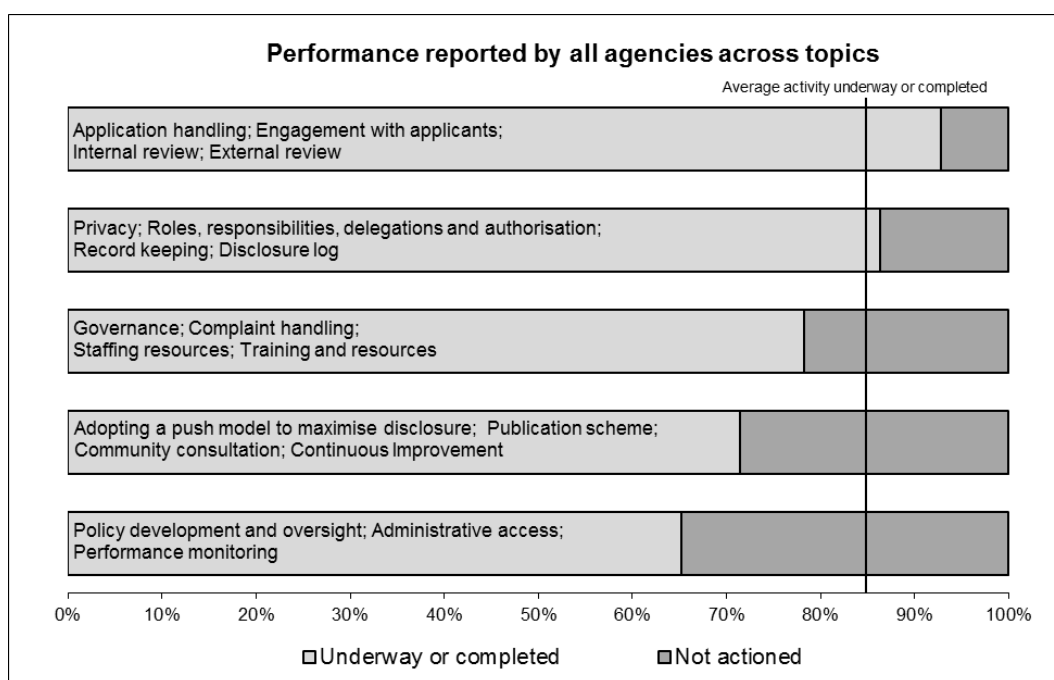 Performance reported by all agencies across topics
Average activity underway or completed
Application handling; Engagement with applicants;
Internal review; External review
Privacy; Roles, responsibilities, delegations and authorisation;
Record keeping; Disclosure log
Governance; Complaint handling;
Staffing resources; Training and resources
Adopting a push model to maximise disclosure;  Publication scheme;
Community consultation; Continuous Improvement
Policy development and oversight; Administrative access;
Performance monitoring
0% 10% 20% 30% 40% 50% 60% 70% 80% 90% 100%
Underway or completed Not actioned